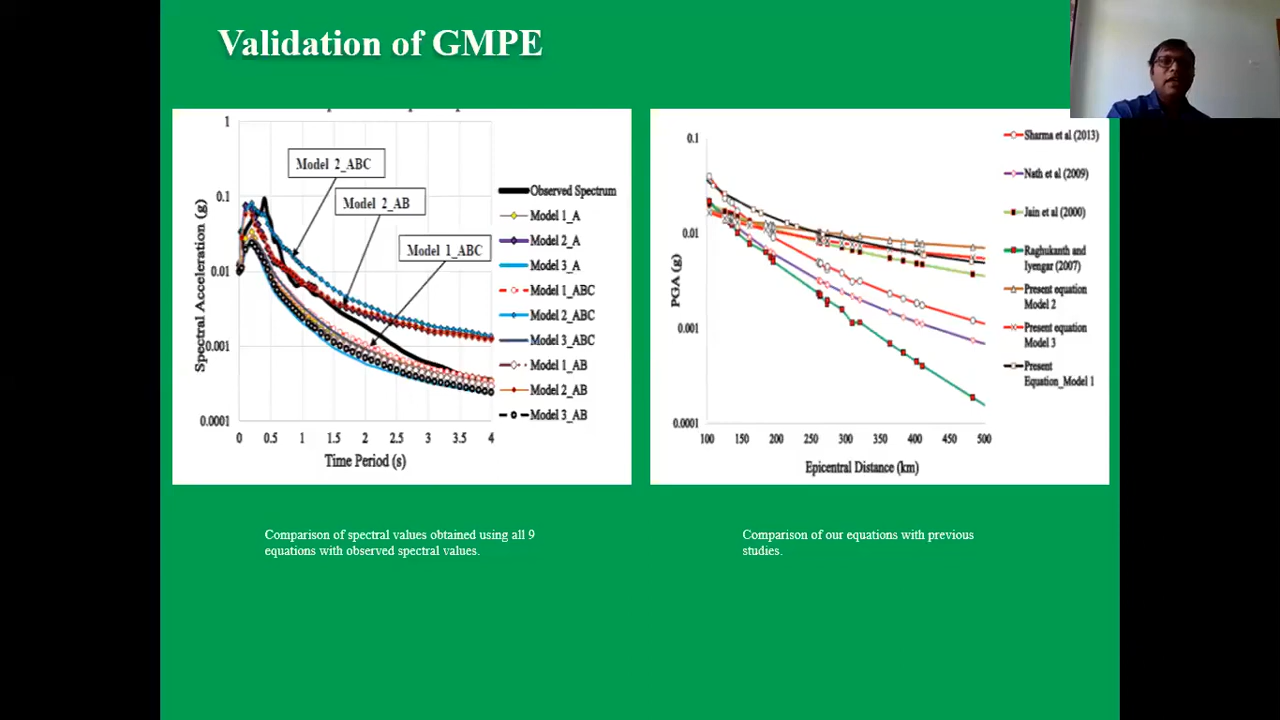 Validation of GMPE
1
0.1
0.01
0.001
0.0001
0 0.5 1 1.5 2 2.5 3 3.5 4
Spectral Acceleration (g)
Time Period (s)
Model 2_ABC
Model 2_AB
Model 1_ABC
Observed Spectrum
Model 1_A
Model 2_A
Model 3_A
Model 1_ABC
Model 2_ABC
Model 3_ABC
Model 1_AB
Model 2_AB
Model 3_AB
0.1
0.01
0.001
0.0001
100 150 200 250 300 350 400 450 500
PGA (g)
Epicentral Distance (km)
Sharma et al (2013)
Nath et al (2009)
Jain et al (2000)
Raghukanth and
Iyengar (2007)
Present equation
Model 2
Present equation
Model 3
Present
Equation_Model 1
Comparison of spectral values obtained using all 9
equations with observed spectral values.
Comparison of our equations with previous
studies.